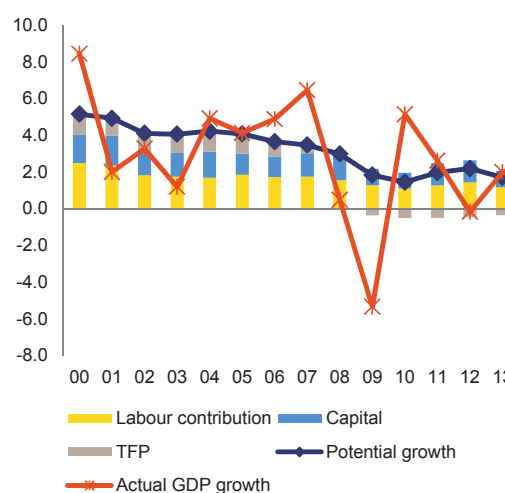 10.0
8.0
6.0
4.0
2.0
0.0
-2.0
-4.0
-6.0
-8.0
00 01 02 03 04 05 06 07 08 09 10 11 12 13
Labour contribution Capital
TFP Potential growth
Actual GDP growth